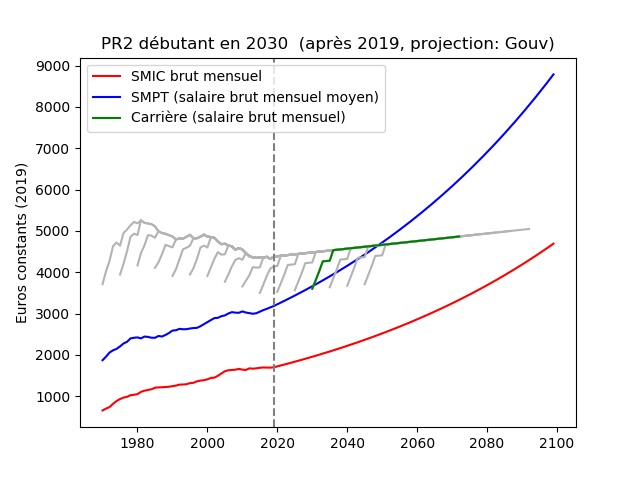 PR2 débutant en 2030  (après 2019, projection: Gouv)
SMIC brut mensuel
SMPT (salaire brut mensuel moyen)
Carrière (salaire brut mensuel)
Euros constants (2019)
9000
8000
7000
6000
5000
4000
3000
2000
1000
1980 2000 2020 2040 2060 2080 2100